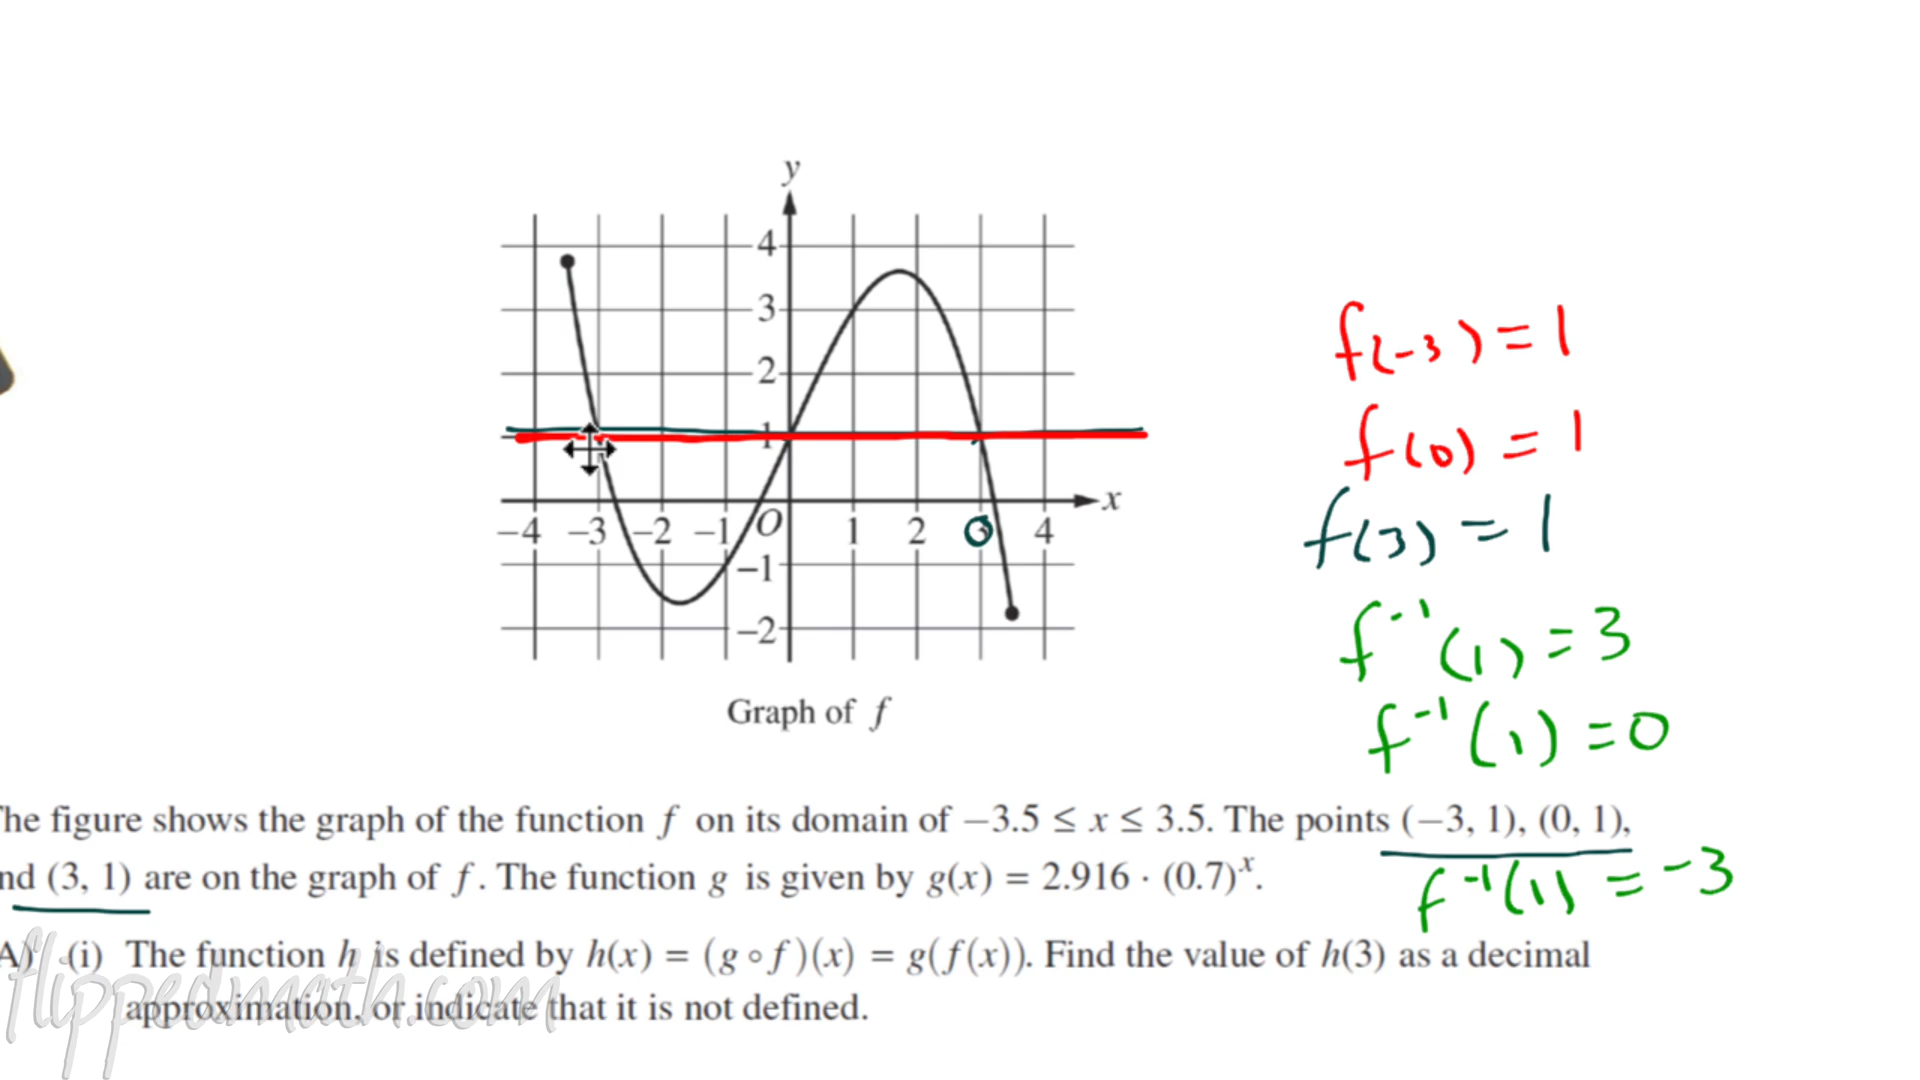 y
4
3
2
1
−4 −3 −2 −1 O 1 2 3 4 x
−1
−2
Graph of f
f(-3) = 1
f(0) = 1
f(3) = 1
f⁻¹(1) = 3
f⁻¹(1) = 0
he figure shows the graph of the function f on its domain of −3.5 ≤ x ≤ 3.5. The points (−3, 1), (0, 1),
nd (3, 1) are on the graph of f. The function g is given by g(x) = 2.916 · (0.7)ˣ.
f⁻¹(1) = -3
A) (i) The function h is defined by h(x) = (g ∘ f)(x) = g(f(x)). Find the value of h(3) as a decimal
approximation, or indicate that it is not defined.
flippedmath.com